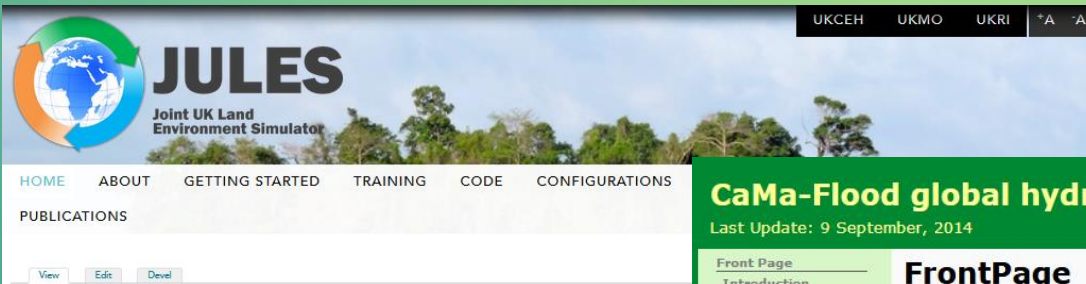 UKCEH UKMO UKRI +A -A
JULES
Joint UK Land
Environment Simulator
HOME ABOUT GETTING STARTED TRAINING CODE CONFIGURATIONS
PUBLICATIONS
View Edit Devel
CaMa-Flood global
Last Update: 9 September, 2014
Front Page
Introduction
FrontPage